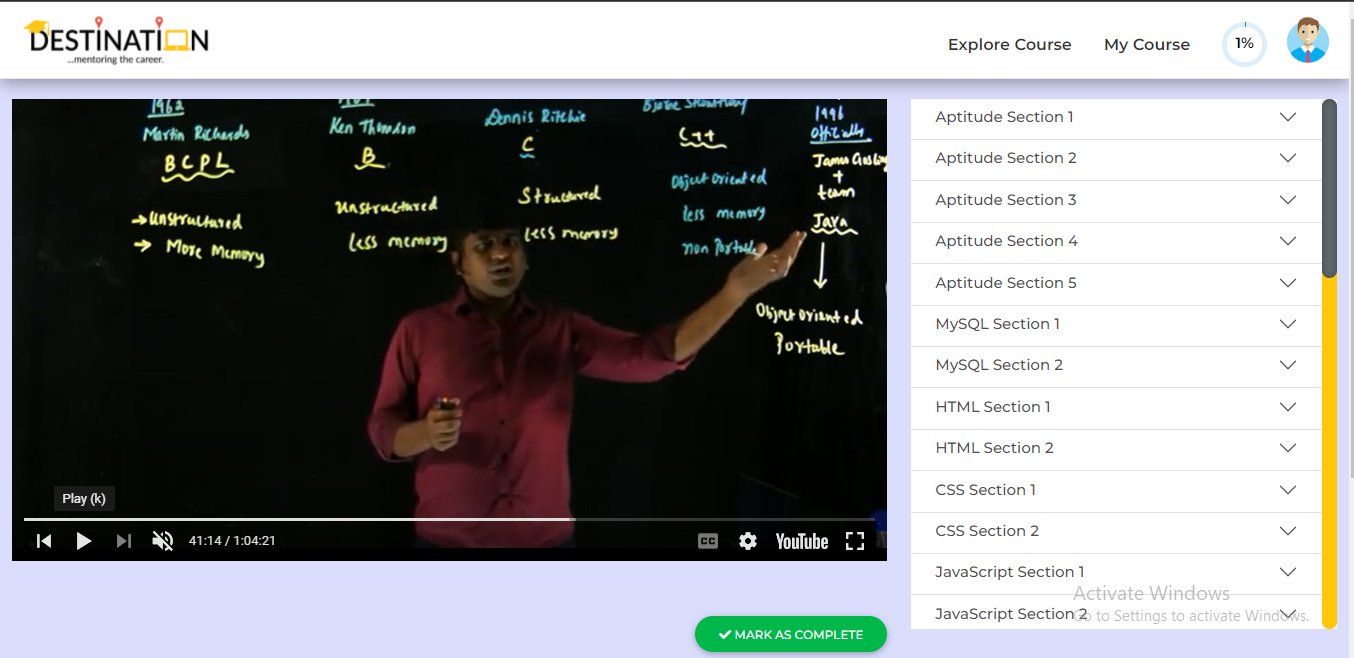 DESTINATION
...mentoring the career.
Explore Course
My Course
1%
1962
Martin Richards
BCPL
→ Unstructured
→ More Memory
Ken Thomson
B
Unstructured
less memory
Dennis Ritchie
C
Structured
less memory
C++
Object oriented
less memory
non Portable
1996
officially
James Gosling
+
team
Java
Object oriented
Portable
Play (k)
41:14 / 1:04:21
CC
YouTube
MARK AS COMPLETE
Aptitude Section 1
Aptitude Section 2
Aptitude Section 3
Aptitude Section 4
Aptitude Section 5
MySQL Section 1
MySQL Section 2
HTML Section 1
HTML Section 2
CSS Section 1
CSS Section 2
JavaScript Section 1
JavaScript Section 2
Activate Windows
Go to Settings to activate Windows.